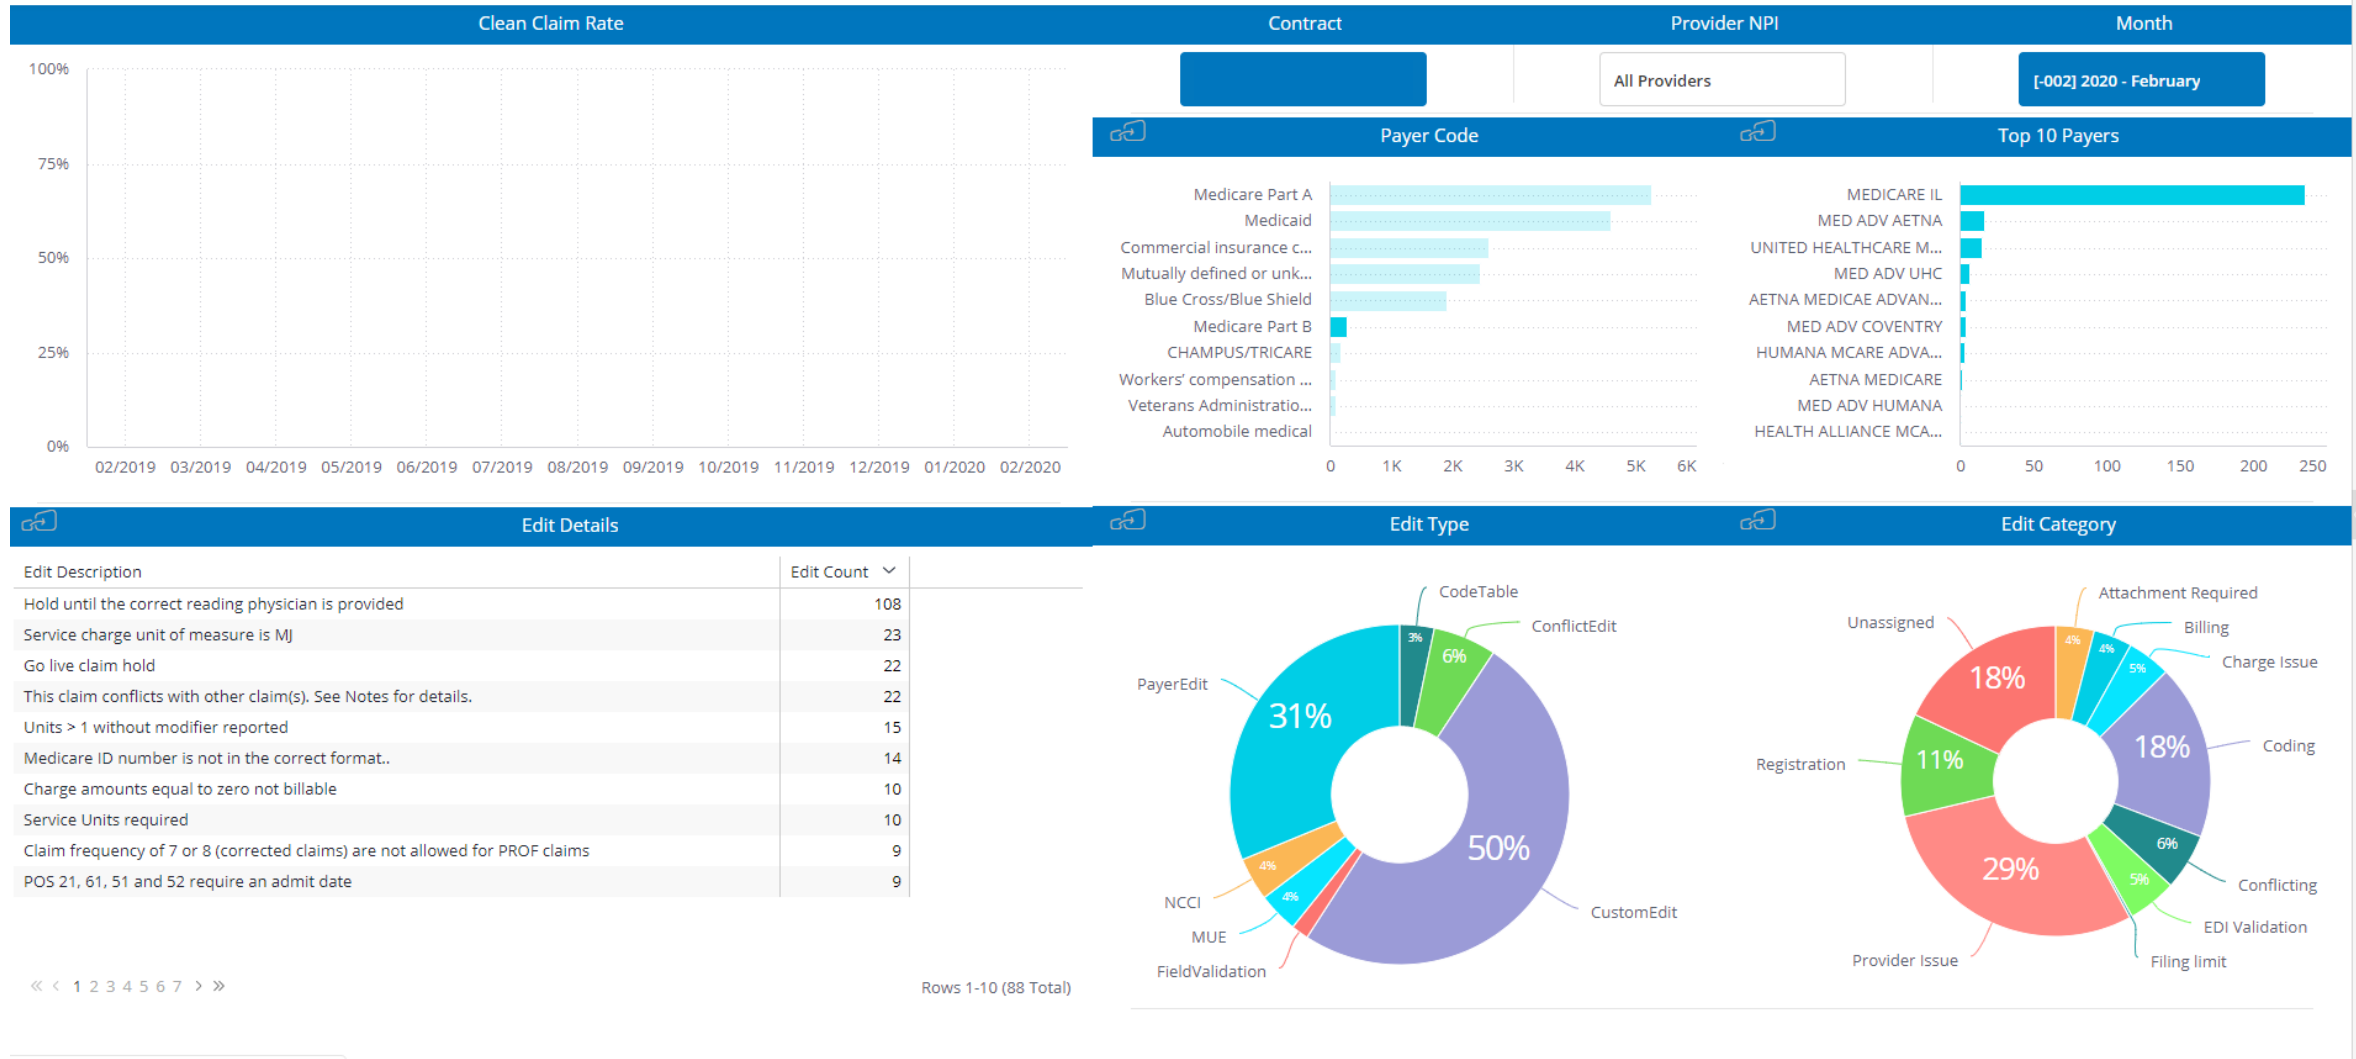 Clean Claim Rate
100%
75%
50%
25%
0%
02/2019 03/2019 04/2019 05/2019 06/2019 07/2019 08/2019 09/2019 10/2019 11/2019 12/2019 01/2020 02/2020
Contract
Provider NPI
Month
All Providers
[-002] 2020 - February
Payer Code
Medicare Part A
Medicaid
Commercial insurance c...
Mutually defined or unk...
Blue Cross/Blue Shield
Medicare Part B
CHAMPUS/TRICARE
Workers' compensation ...
Veterans Administratio...
Automobile medical
0 1K 2K 3K 4K 5K 6K
Top 10 Payers
MEDICARE IL
MED ADV AETNA
UNITED HEALTHCARE M...
MED ADV UHC
AETNA MEDICAE ADVAN...
MED ADV COVENTRY
HUMANA MCARE ADVA...
AETNA MEDICARE
MED ADV HUMANA
HEALTH ALLIANCE MCA...
0 50 100 150 200 250
Edit Details
Edit Description Edit Count
Hold until the correct reading physician is provided 108
Service charge unit of measure is MJ 23
Go live claim hold 22
This claim conflicts with other claim(s). See Notes for details. 22
Units > 1 without modifier reported 15
Medicare ID number is not in the correct format.. 14
Charge amounts equal to zero not billable 10
Service Units required 10
Claim frequency of 7 or 8 (corrected claims) are not allowed for PROF claims 9
POS 21, 61, 51 and 52 require an admit date 9
« < 1 2 3 4 5 6 7 > »
Rows 1-10 (88 Total)
Edit Type
CodeTable
3%
ConflictEdit
6%
PayerEdit
31%
50%
CustomEdit
4%
NCCI
4%
MUE
FieldValidation
Edit Category
Attachment Required
4%
Billing
4%
Charge Issue
5%
Unassigned
18%
18%
Coding
Registration
11%
6%
Conflicting
5%
EDI Validation
29%
Provider Issue
Filing limit